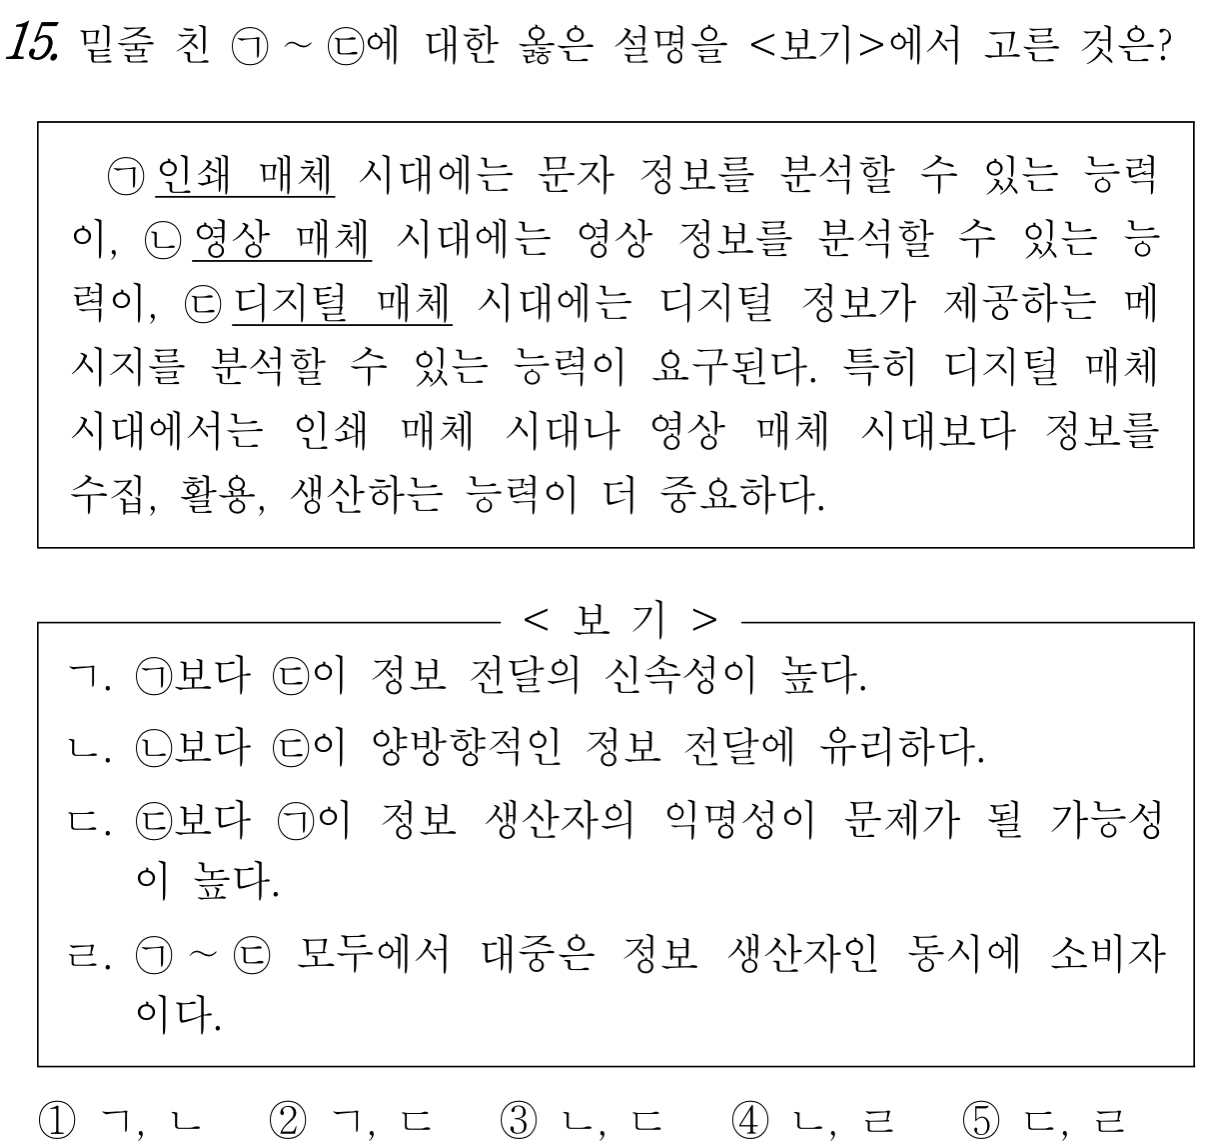 15. 밑줄 친 ㉠ ~ ㉢에 대한 옳은 설명을 <보기>에서 고른 것은?
㉠ 인쇄 매체 시대에는 문자 정보를 분석할 수 있는 능력
이, ㉡ 영상 매체 시대에는 영상 정보를 분석할 수 있는 능
력이, ㉢ 디지털 매체 시대에는 디지털 정보가 제공하는 메
시지를 분석할 수 있는 능력이 요구된다. 특히 디지털 매체
시대에서는 인쇄 매체 시대나 영상 매체 시대보다 정보를
수집, 활용, 생산하는 능력이 더 중요하다.
< 보 기 >
ㄱ. ㉠보다 ㉢이 정보 전달의 신속성이 높다.
ㄴ. ㉡보다 ㉢이 양방향적인 정보 전달에 유리하다.
ㄷ. ㉢보다 ㉠이 정보 생산자의 익명성이 문제가 될 가능성
이 높다.
ㄹ. ㉠ ~ ㉢ 모두에서 대중은 정보 생산자인 동시에 소비자
이다.
① ㄱ, ㄴ ② ㄱ, ㄷ ③ ㄴ, ㄷ ④ ㄴ, ㄹ ⑤ ㄷ, ㄹ